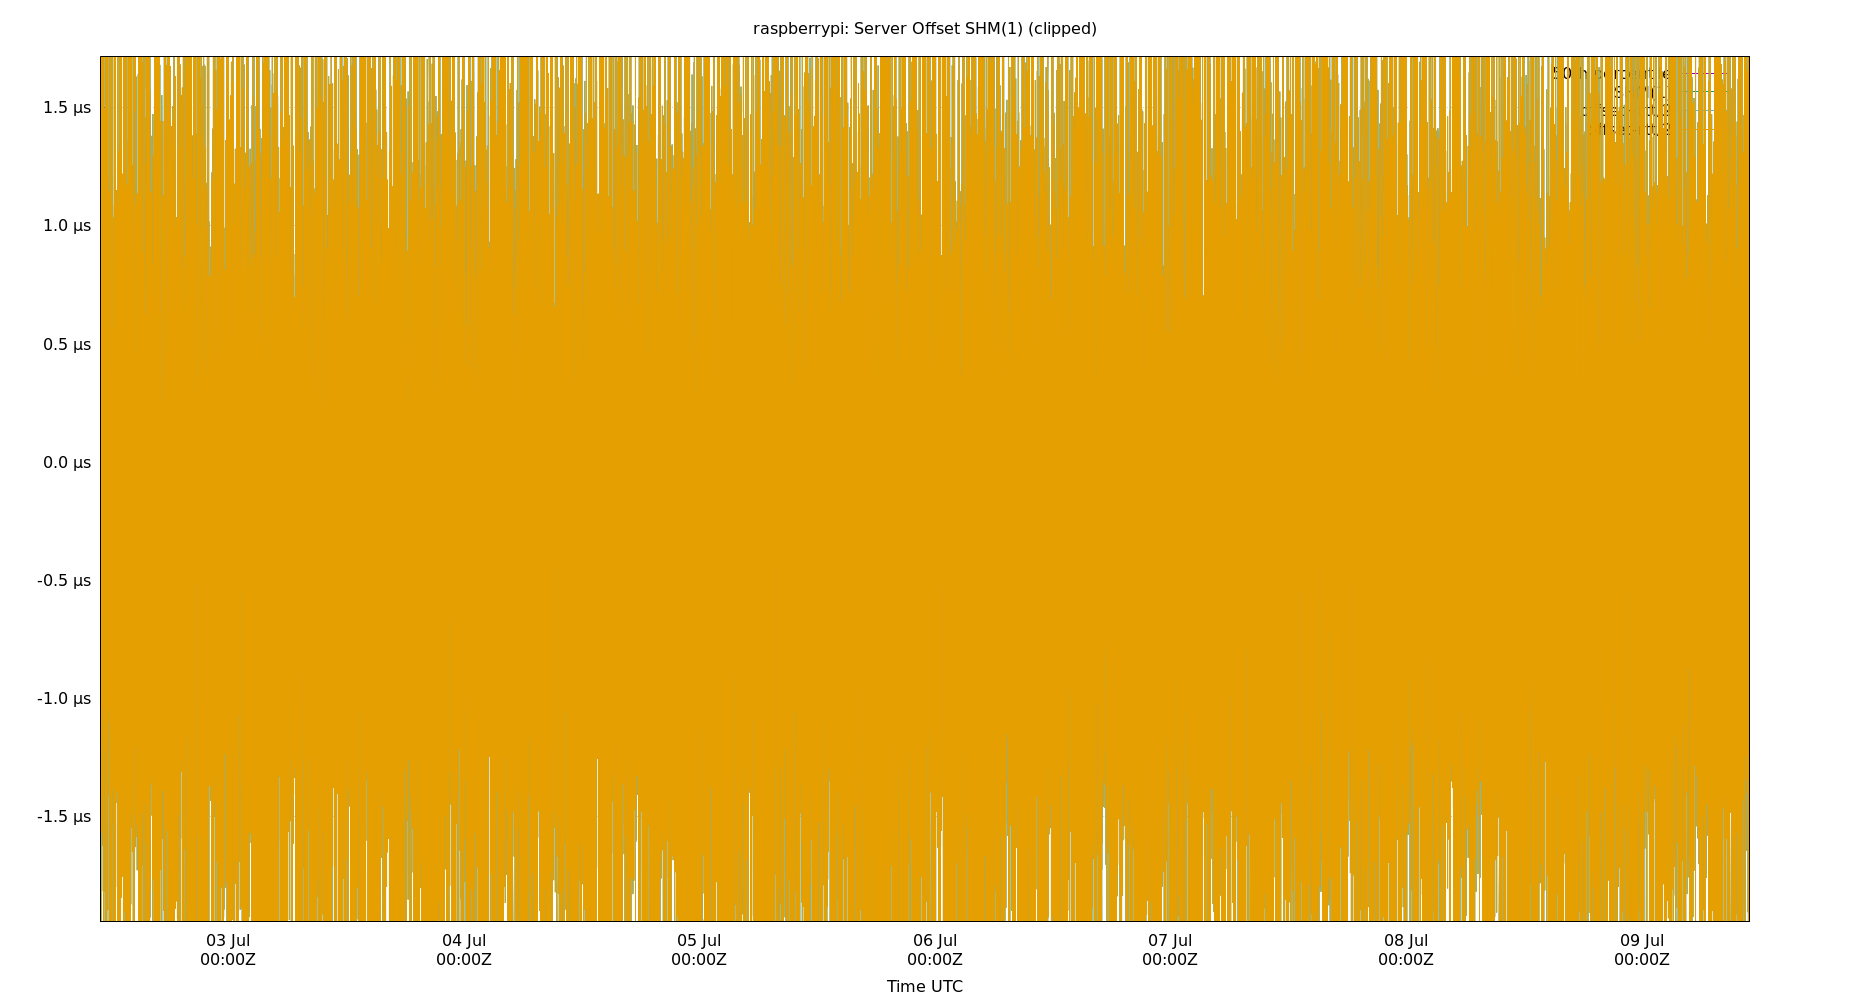 raspberrypi: Server Offset SHM(1) (clipped)
1.5 µs
1.0 µs
0.5 µs
0.0 µs
-0.5 µs
-1.0 µs
-1.5 µs
03 Jul 04 Jul 05 Jul 06 Jul 07 Jul 08 Jul 09 Jul
00:00Z 00:00Z 00:00Z 00:00Z 00:00Z 00:00Z 00:00Z
Time UTC